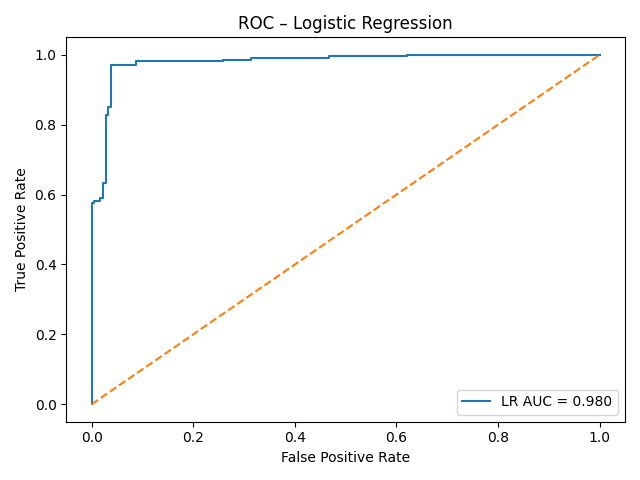 ROC – Logistic Regression
1.0
0.8
0.6
0.4
0.2
0.0
True Positive Rate
LR AUC = 0.980
0.0 0.2 0.4 0.6 0.8 1.0
False Positive Rate